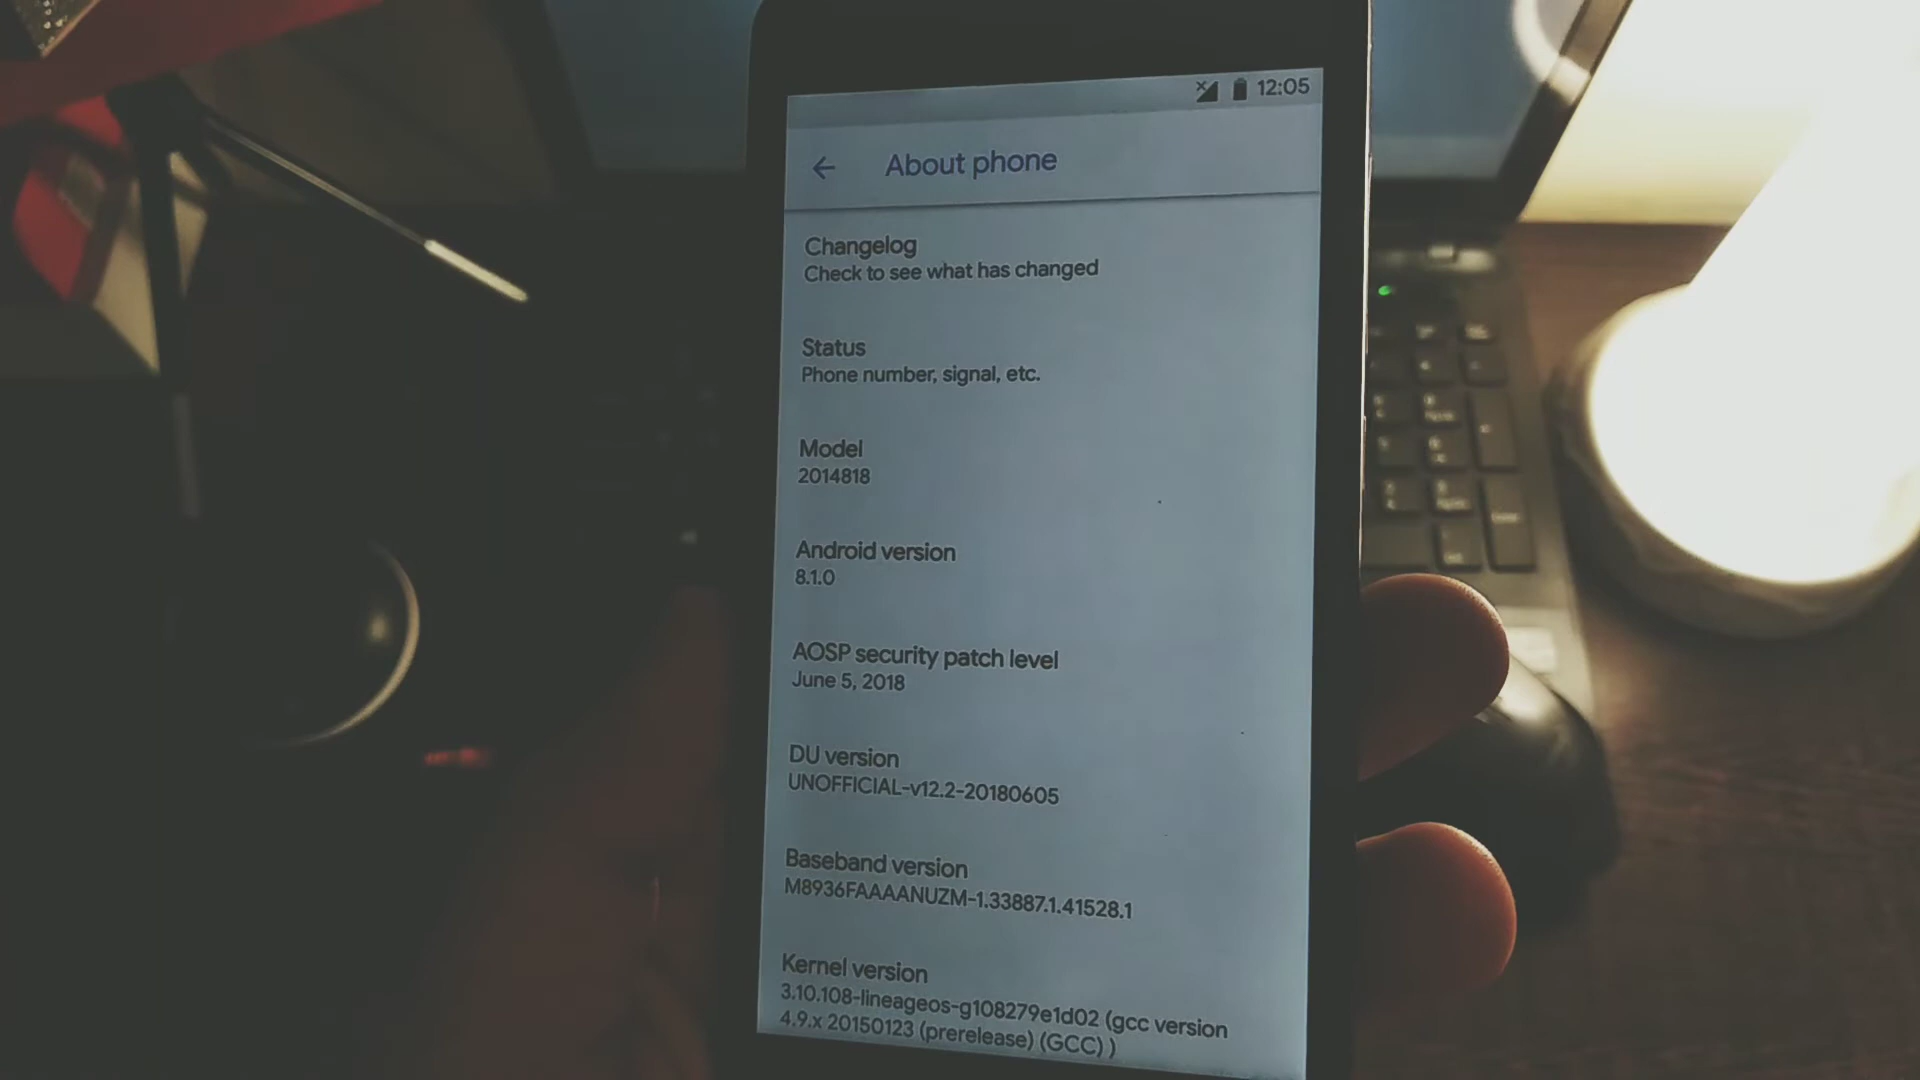 12:05
About phone
Changelog
Check to see what has changed
Status
Phone number, signal, etc.
Model
2014818
Android version
8.1.0
AOSP security patch level
June 5, 2018
DU version
UNOFFICIAL-v12.2-20180605
Baseband version
M8936FAAAANUZM-1.33887.1.41528.1
Kernel version
3.10.108-lineageos-g108279e1d02 (gcc version
4.9.x 20150123 (prerelease) (GCC) )